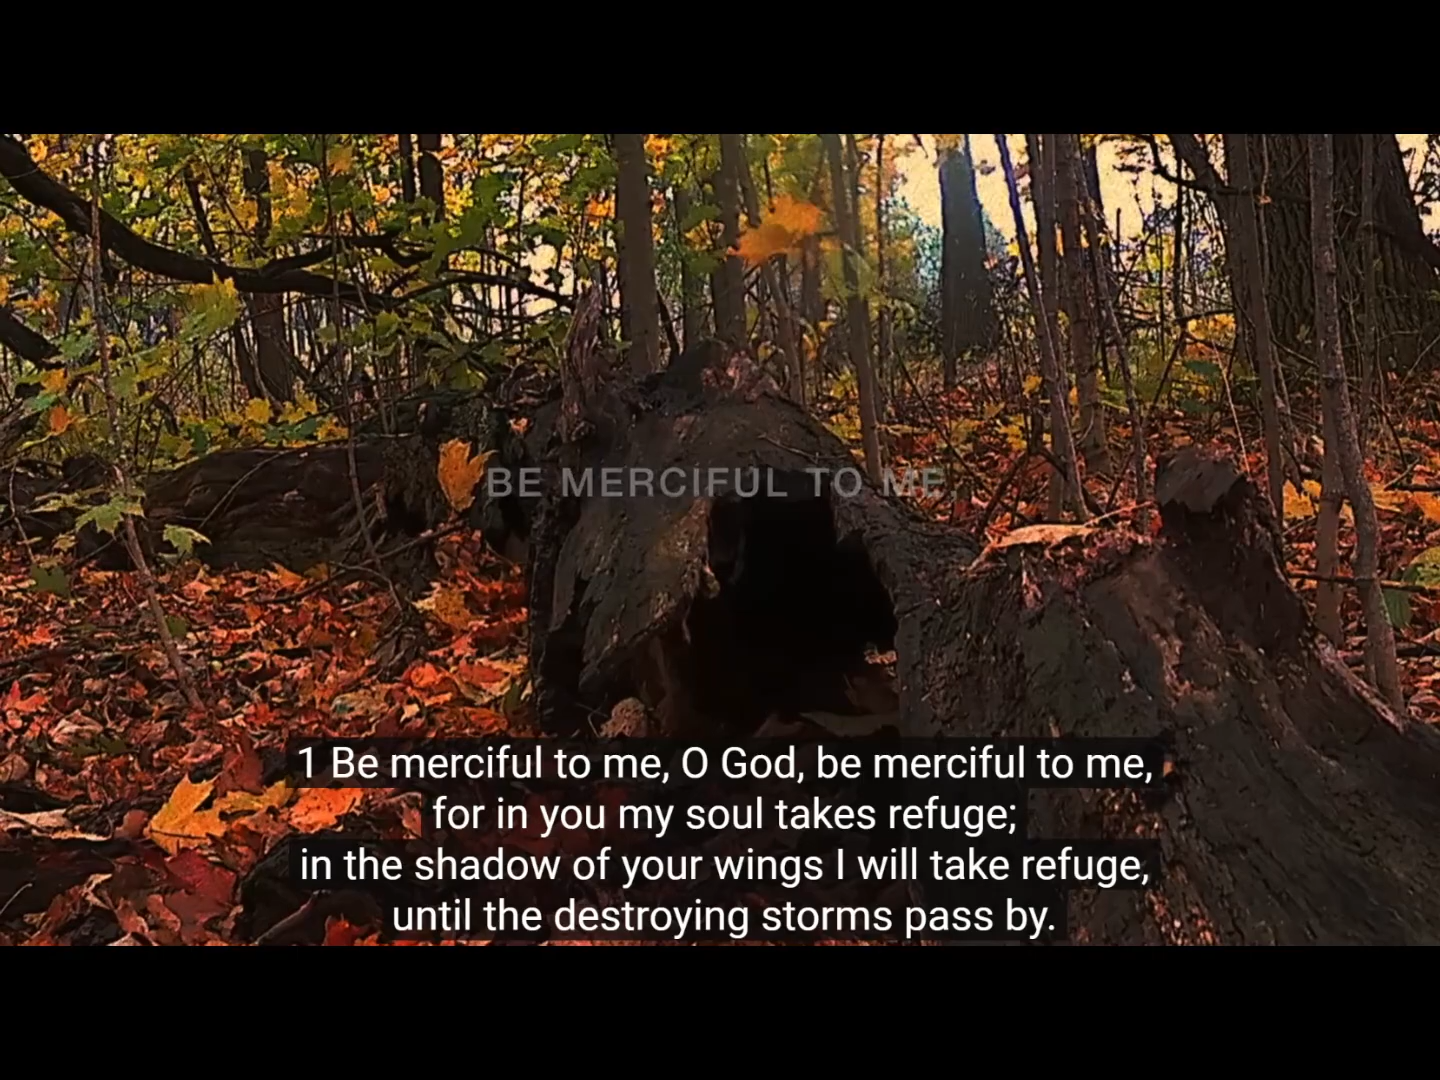 BE MERCIFUL TO ME,
1 Be merciful to me, O God, be merciful to me,
for in you my soul takes refuge;
in the shadow of your wings I will take refuge,
until the destroying storms pass by.